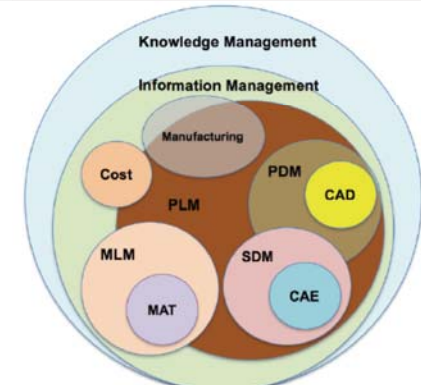 Knowledge Management
Information Management
Manufacturing
Cost
PDM
CAD
PLM
MLM
SDM
MAT
CAE